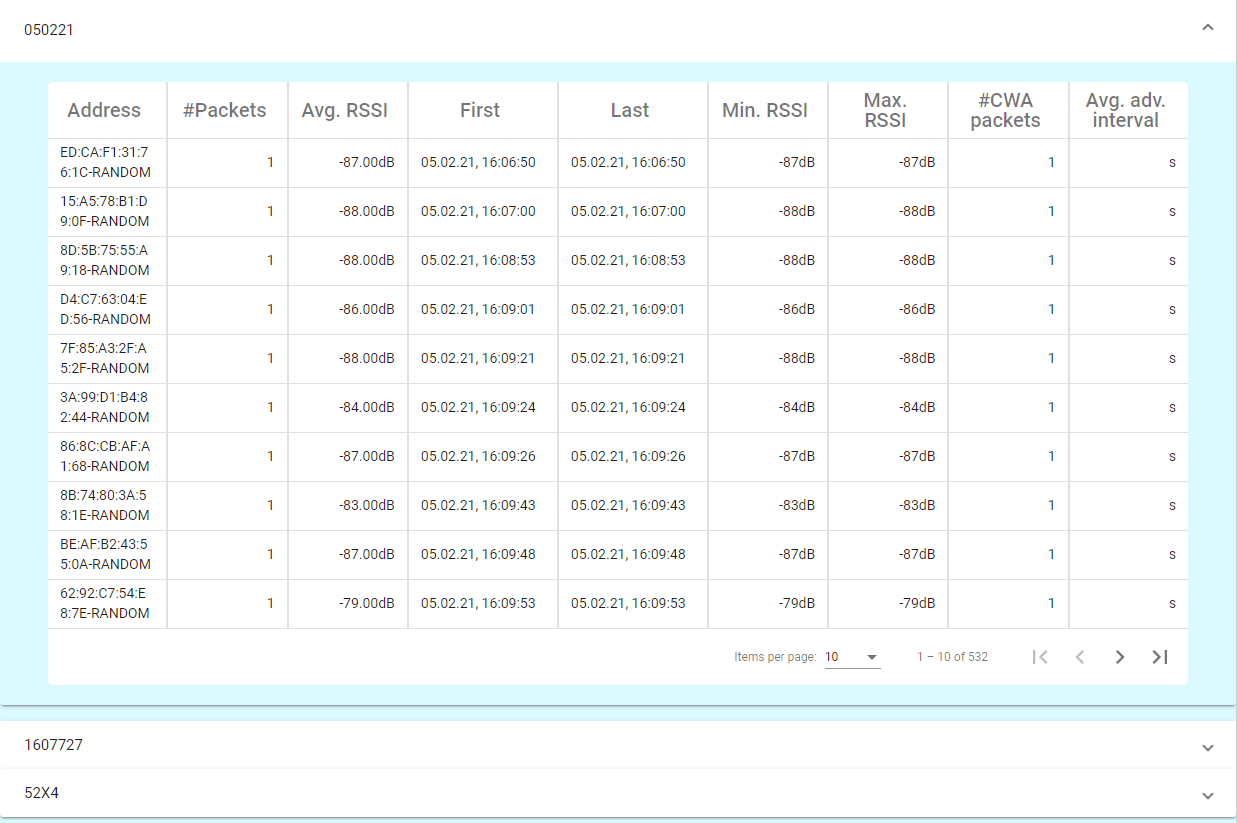 050221
Address #Packets Avg. RSSI First Last Min. RSSI Max. RSSI #CWA packets Avg. adv. interval
ED:CA:F1:31:7
6:1C-RANDOM 1 -87.00dB 05.02.21, 16:06:50 05.02.21, 16:06:50 -87dB -87dB 1 s
15:A5:78:B1:D
9:0F-RANDOM 1 -88.00dB 05.02.21, 16:07:00 05.02.21, 16:07:00 -88dB -88dB 1 s
8D:5B:75:55:A
9:18-RANDOM 1 -88.00dB 05.02.21, 16:08:53 05.02.21, 16:08:53 -88dB -88dB 1 s
D4:C7:63:04:E
D:56-RANDOM 1 -86.00dB 05.02.21, 16:09:01 05.02.21, 16:09:01 -86dB -86dB 1 s
7F:85:A3:2F:A
5:2F-RANDOM 1 -88.00dB 05.02.21, 16:09:21 05.02.21, 16:09:21 -88dB -88dB 1 s
3A:99:D1:B4:8
2:44-RANDOM 1 -84.00dB 05.02.21, 16:09:24 05.02.21, 16:09:24 -84dB -84dB 1 s
86:8C:CB:AF:A
1:68-RANDOM 1 -87.00dB 05.02.21, 16:09:26 05.02.21, 16:09:26 -87dB -87dB 1 s
8B:74:80:3A:5
8:1E-RANDOM 1 -83.00dB 05.02.21, 16:09:43 05.02.21, 16:09:43 -83dB -83dB 1 s
BE:AF:B2:43:5
5:0A-RANDOM 1 -87.00dB 05.02.21, 16:09:48 05.02.21, 16:09:48 -87dB -87dB 1 s
62:92:C7:54:E
8:7E-RANDOM 1 -79.00dB 05.02.21, 16:09:53 05.02.21, 16:09:53 -79dB -79dB 1 s
Items per page: 10 1 – 10 of 532
1607727
52X4